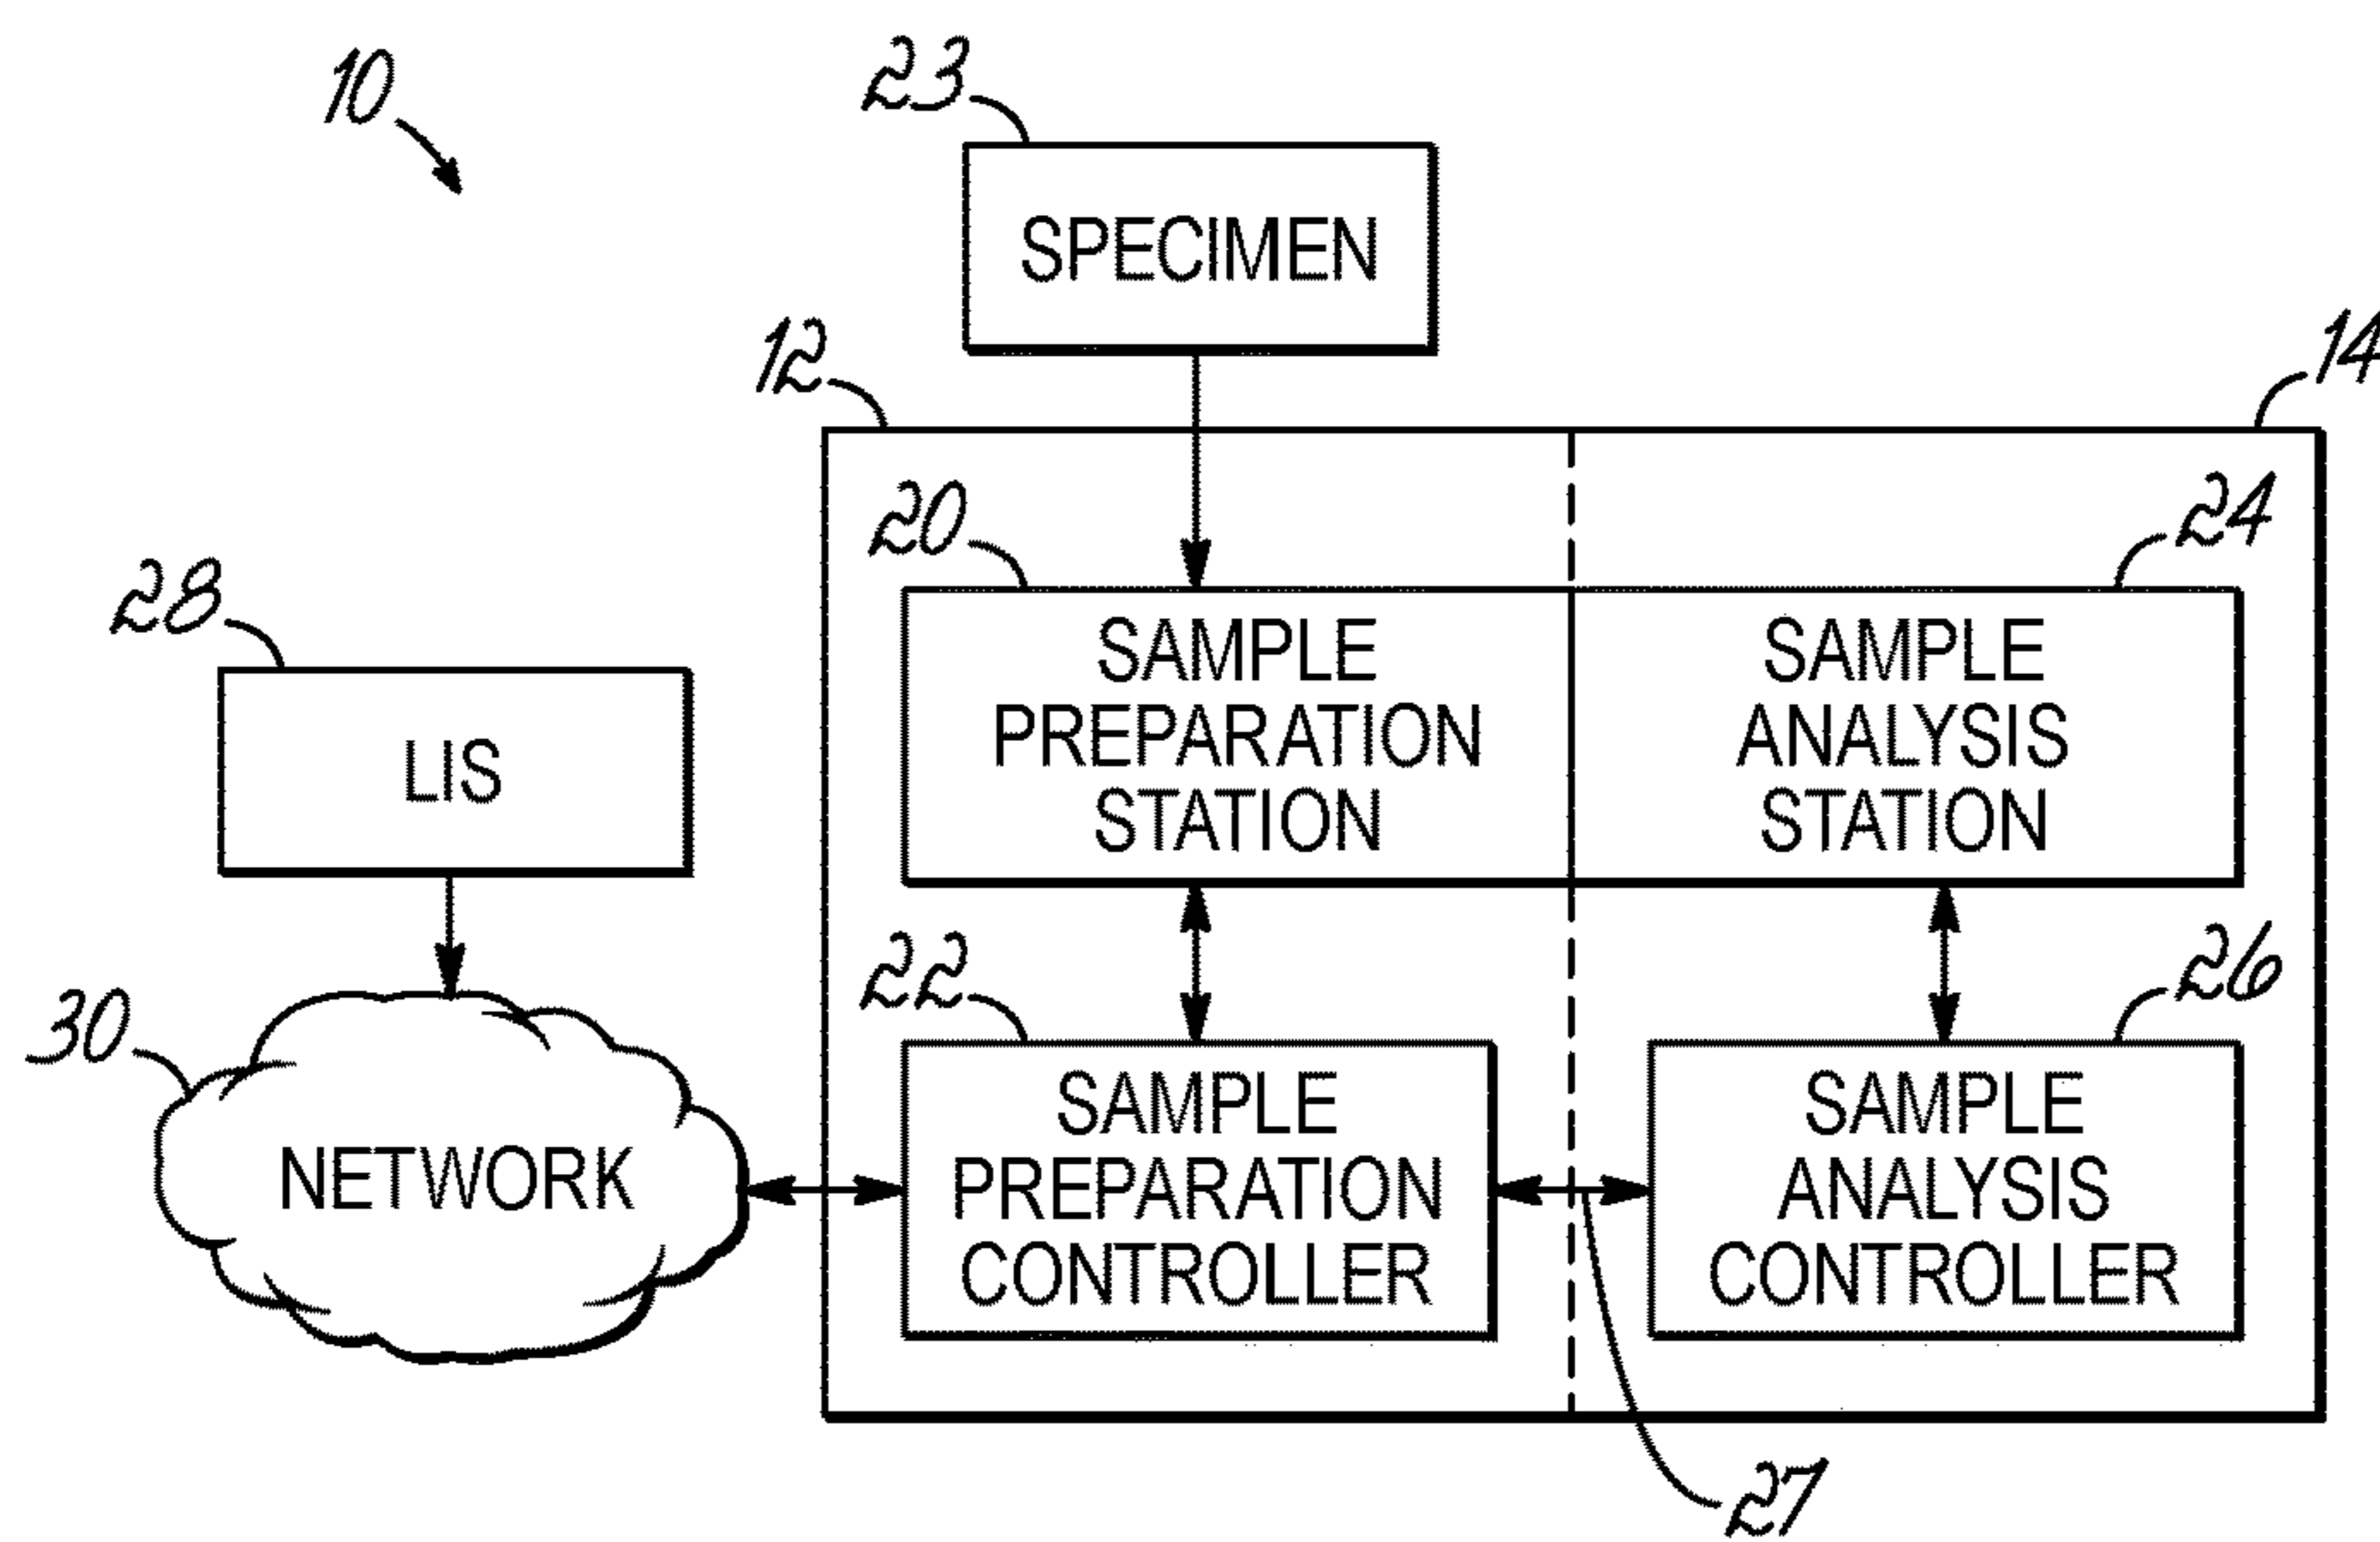 10
23
SPECIMEN
12
14
20
24
SAMPLE
PREPARATION
STATION
SAMPLE
ANALYSIS
STATION
28
LIS
22
26
30
NETWORK
SAMPLE
PREPARATION
CONTROLLER
SAMPLE
ANALYSIS
CONTROLLER
27